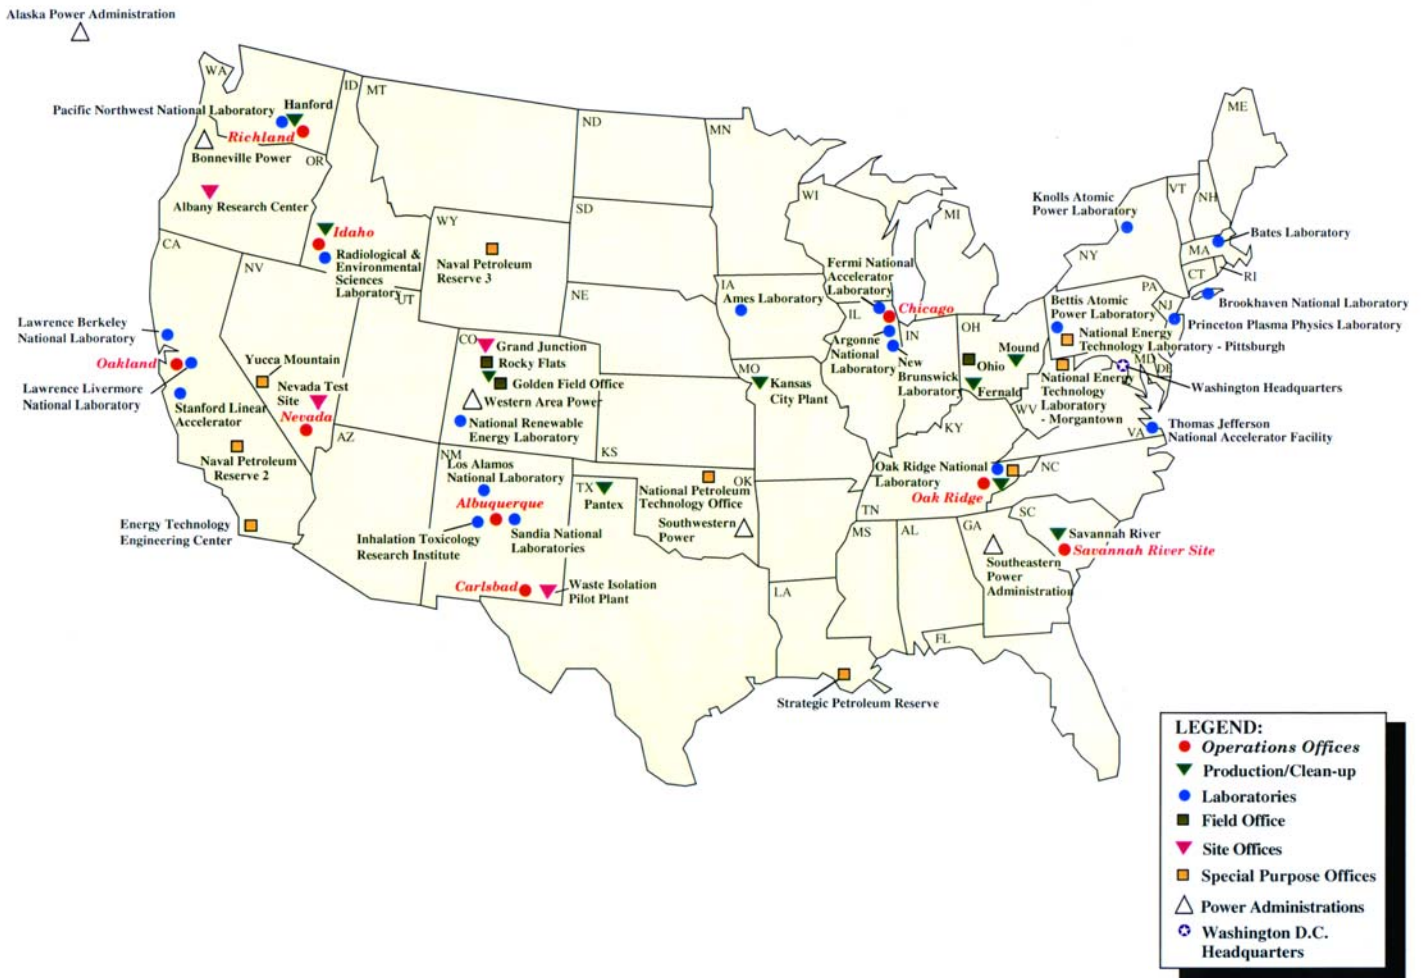 Alaska Power Administration
WA
ID
MT
ND
MN
ME
Pacific Northwest National Laboratory
Hanford
Richland
Bonneville Power
OR
Albany Research Center
Idaho
Radiological &
Environmental
Sciences
Laboratory
CA
NV
UT
WY
Naval Petroleum
Reserve 3
SD
NE
WI
MI
VT
NH
Knolls Atomic
Power Laboratory
Bates Laboratory
MA
NY
CT
RI
PA
NJ
Brookhaven National Laboratory
Princeton Plasma Physics Laboratory
Fermi National
Accelerator
Laboratory
Chicago
IA
Ames Laboratory
IL
IN
Argonne
National
Laboratory
New
Brunswick
Laboratory
OH
Ohio
Mound
Fernald
Bettis Atomic
Power Laboratory
National Energy
Technology Laboratory - Pittsburgh
MD
DE
Washington Headquarters
National Energy
Technology
Laboratory
- Morgantown
WV
VA
Thomas Jefferson
National Accelerator Facility
Lawrence Berkeley
National Laboratory
Oakland
Lawrence Livermore
National Laboratory
Stanford Linear
Accelerator
Yucca Mountain
Nevada Test
Site
Nevada
Naval Petroleum
Reserve 2
Energy Technology
Engineering Center
AZ
CO
Grand Junction
Rocky Flats
Golden Field Office
Western Area Power
National Renewable
Energy Laboratory
KS
MO
Kansas
City Plant
KY
NM
Los Alamos
National Laboratory
Albuquerque
Inhalation Toxicology
Research Institute
Sandia National
Laboratories
Carlsbad
Waste Isolation
Pilot Plant
TX
Pantex
OK
National Petroleum
Technology Office
Southwestern
Power
Oak Ridge National
Laboratory
Oak Ridge
TN
NC
SC
MS
AL
GA
Savannah River
Savannah River Site
Southeastern
Power
Administration
LA
FL
Strategic Petroleum Reserve
LEGEND:
Operations Offices
Production/Clean-up
Laboratories
Field Office
Site Offices
Special Purpose Offices
Power Administrations
Washington D.C.
Headquarters